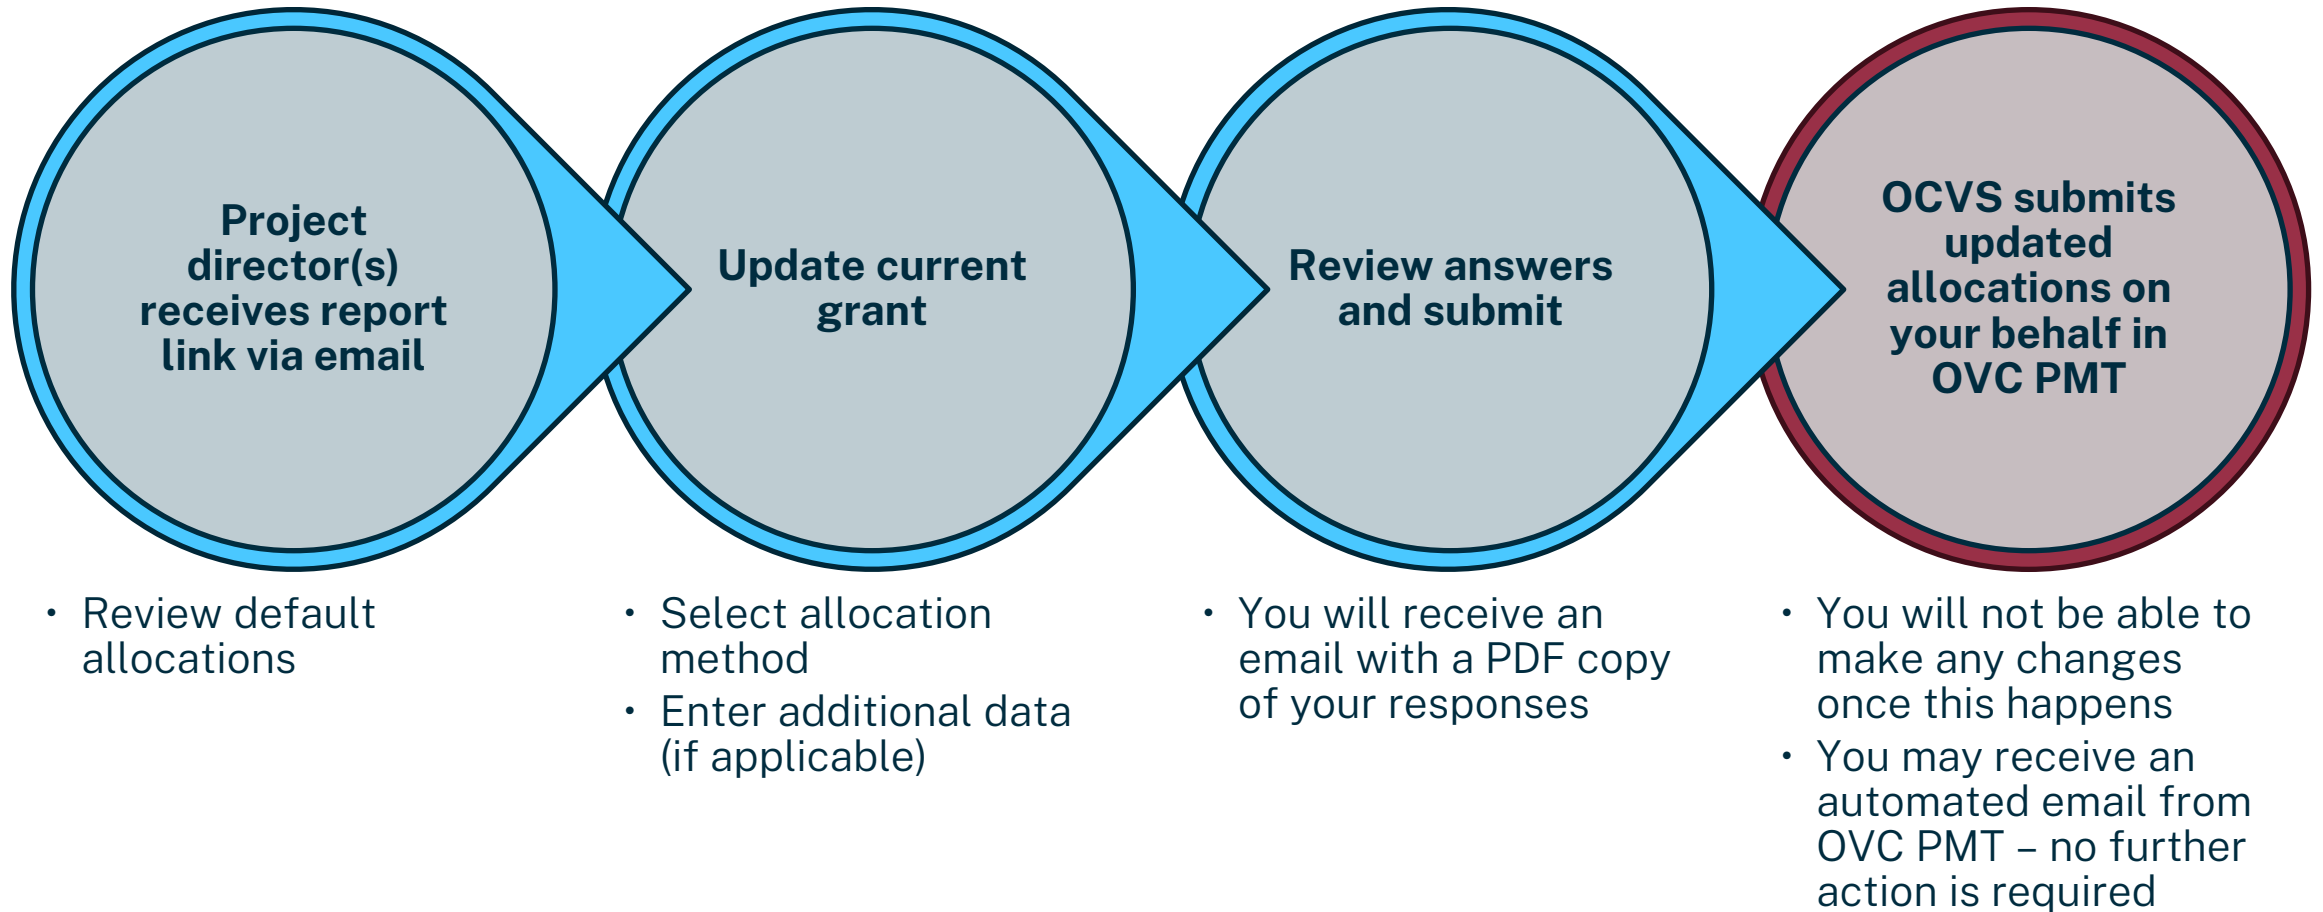 Project
director(s)
receives report
link via email
Update current
grant
Review answers
and submit
OCVS submits
updated
allocations on
your behalf in
OVC PMT
• Review default
allocations
• Select allocation
method
• Enter additional data
(if applicable)
• You will receive an
email with a PDF copy
of your responses
• You will not be able to
make any changes
once this happens
• You may receive an
automated email from
OVC PMT – no further
action is required